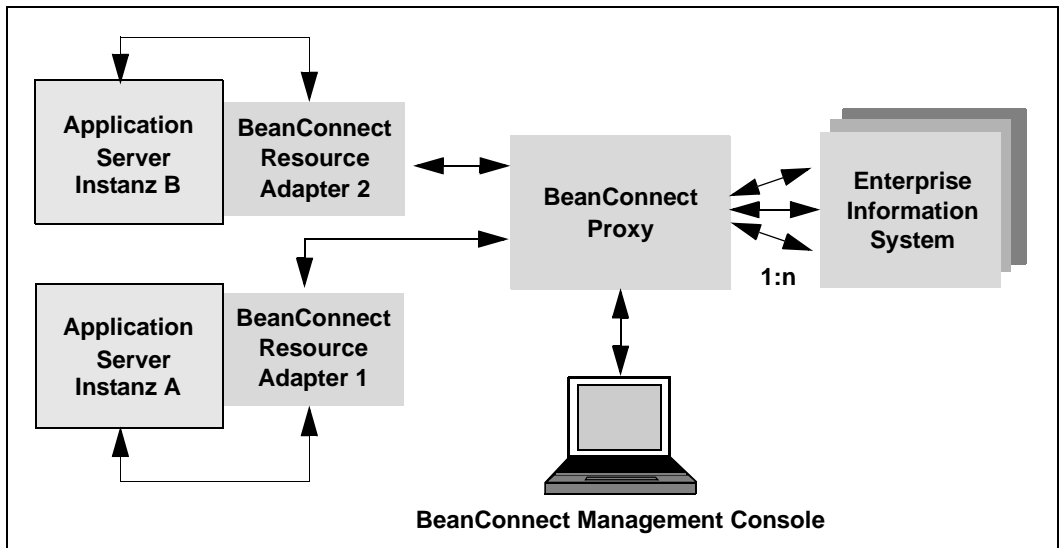 Application
Server
Instanz B
BeanConnect
Resource
Adapter 2
BeanConnect
Proxy
Enterprise
Information
System
1:n
Application
Server
Instanz A
BeanConnect
Resource
Adapter 1
BeanConnect Management Console